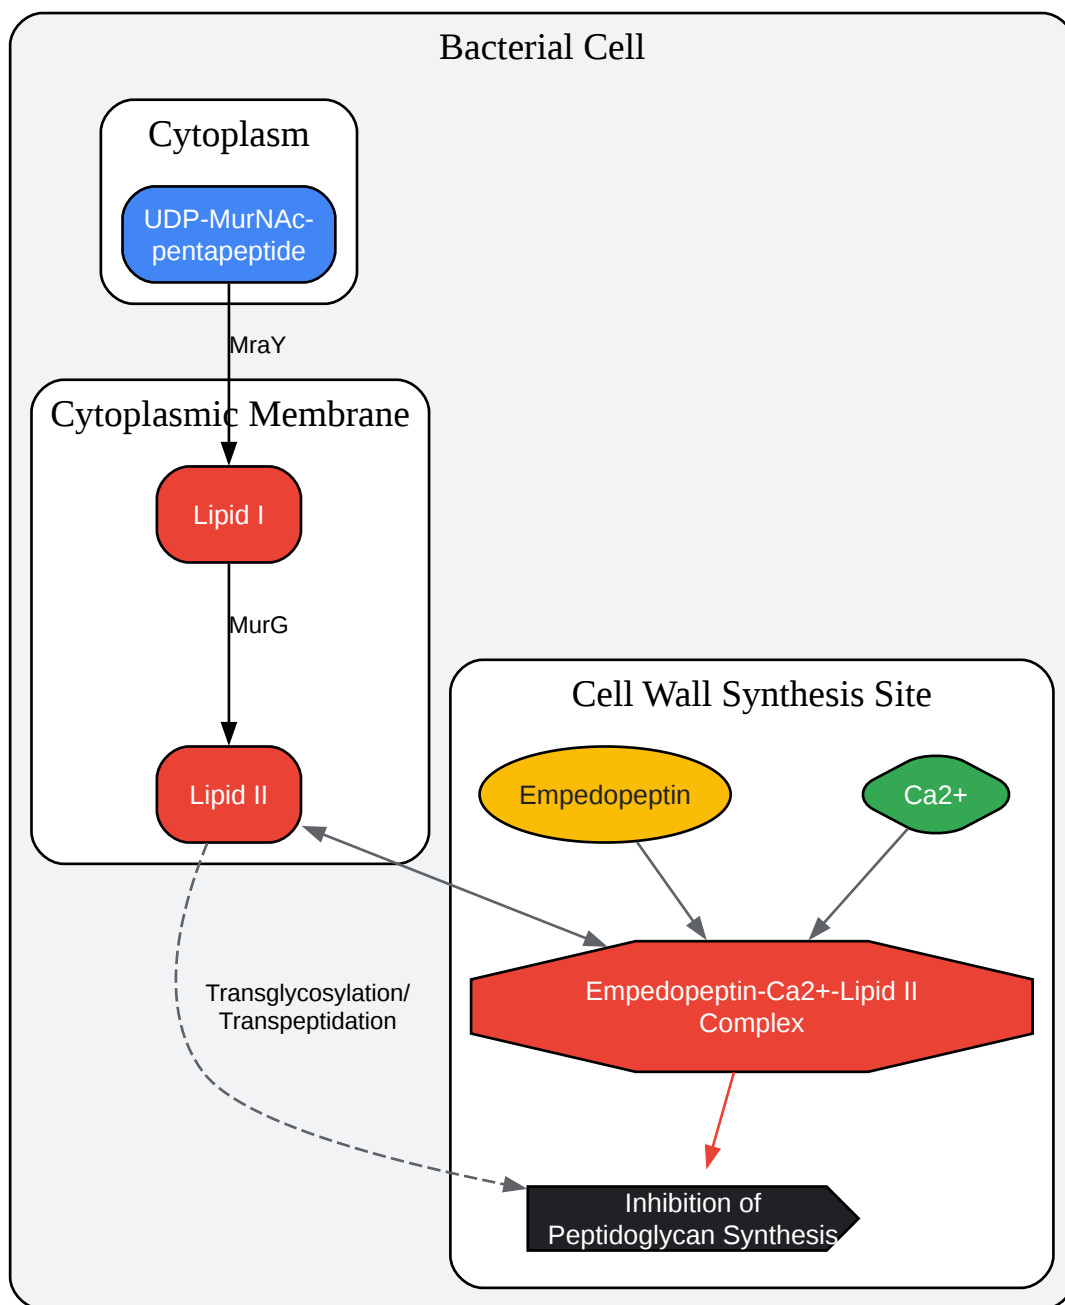 Bacterial Cell
Cytoplasm
UDP-MurNAc-
pentapeptide
MraY
Cytoplasmic Membrane
Lipid I
MurG
Lipid II
Cell Wall Synthesis Site
Empedopeptin
Ca2+
Transglycosylation/
Transpeptidation
Empedopeptin-Ca2+-Lipid II
Complex
Inhibition of
Peptidoglycan Synthesis